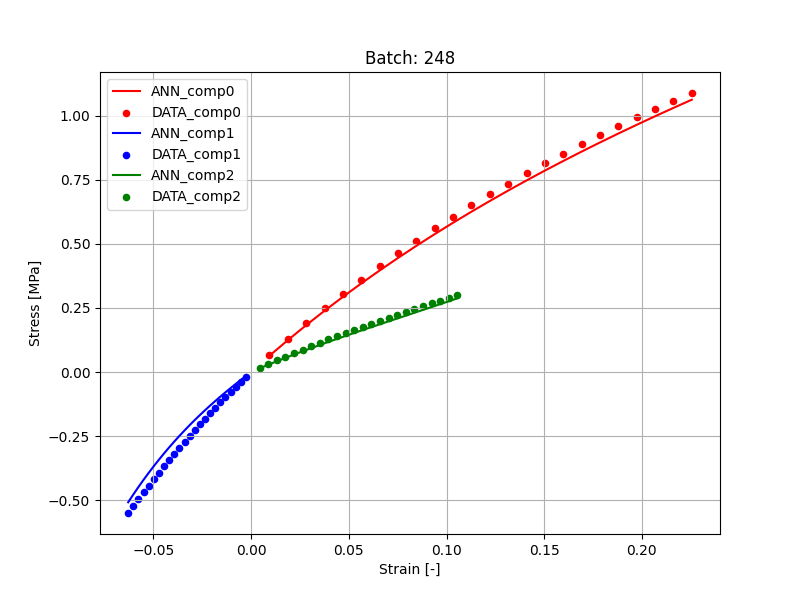 Batch: 248
ANN_comp0
DATA_comp0
ANN_comp1
DATA_comp1
ANN_comp2
DATA_comp2
1.00
0.75
0.50
0.25
0.00
−0.25
−0.50
Stress [MPa]
−0.05
0.00
0.05
0.10
0.15
0.20
Strain [-]